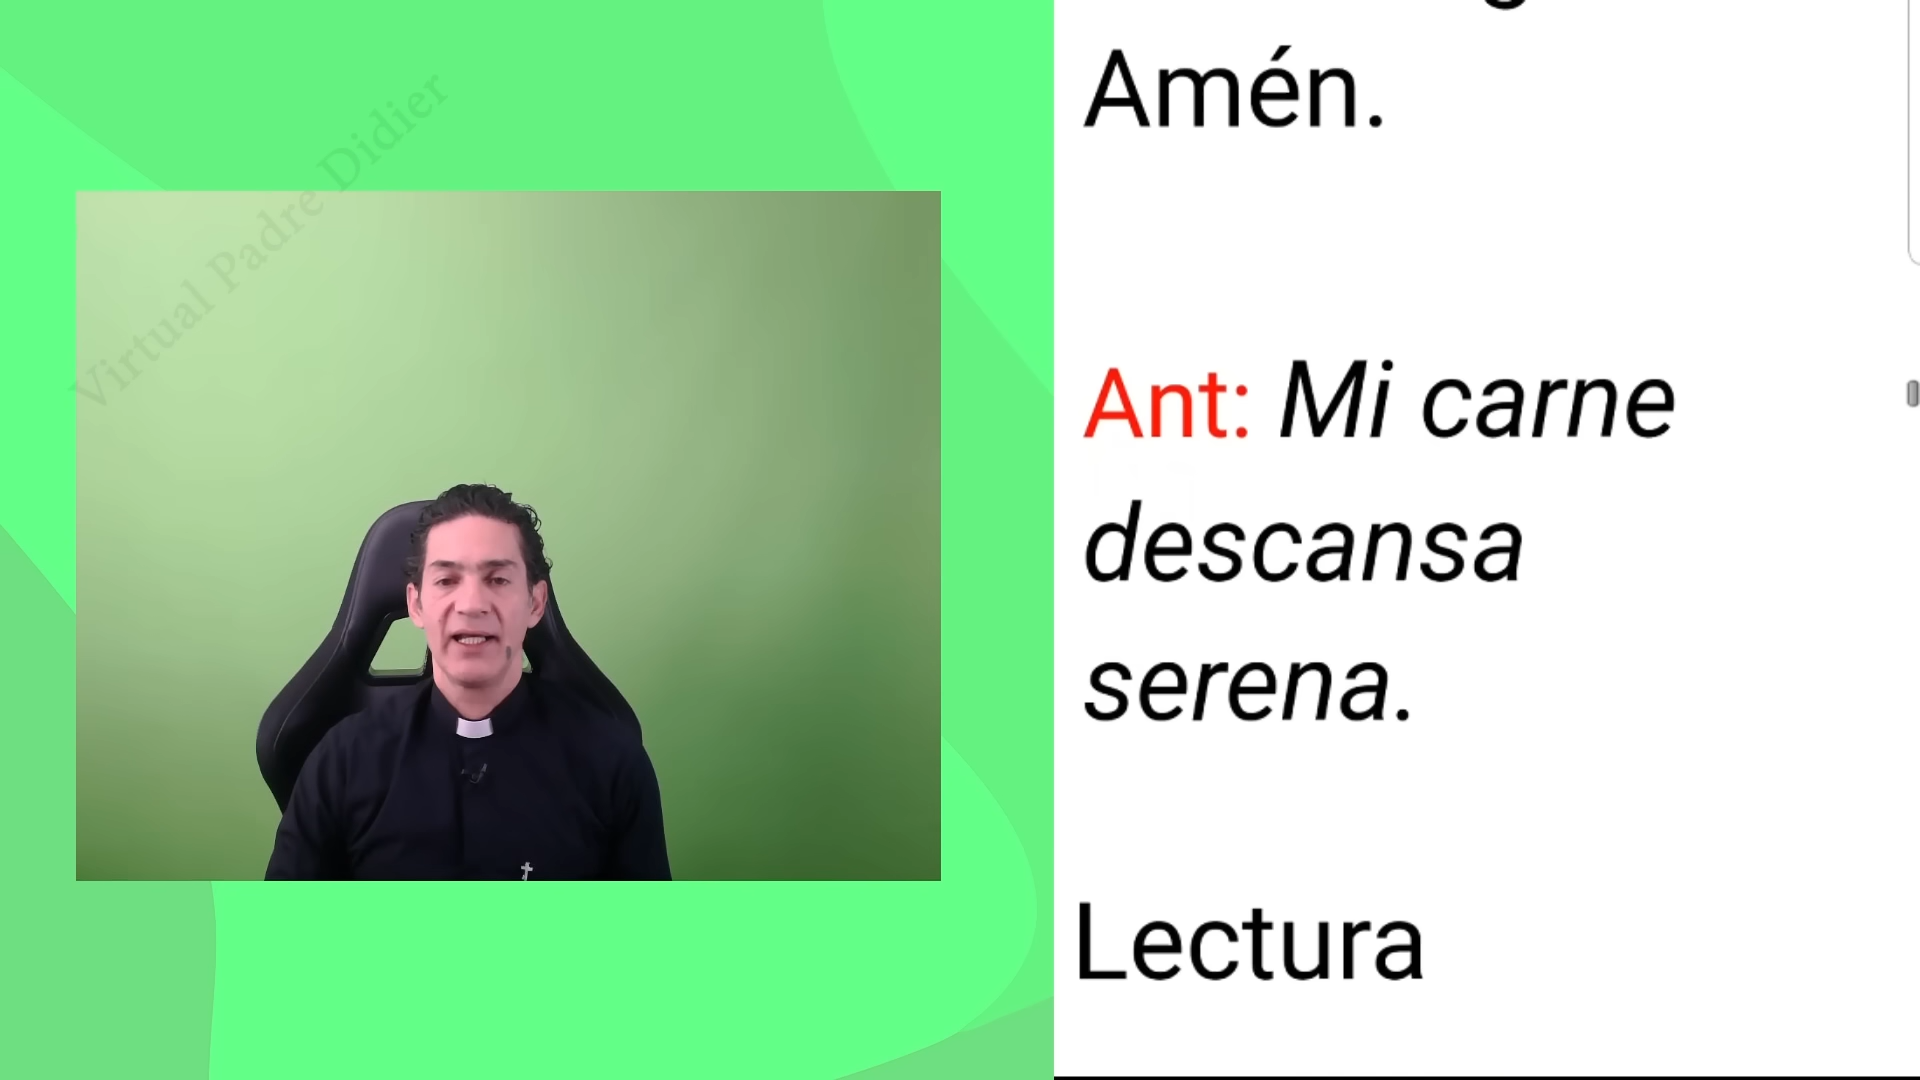 Virtual Padre Didier
Amén.
Ant: Mi carne
descansa
serena.
Lectura